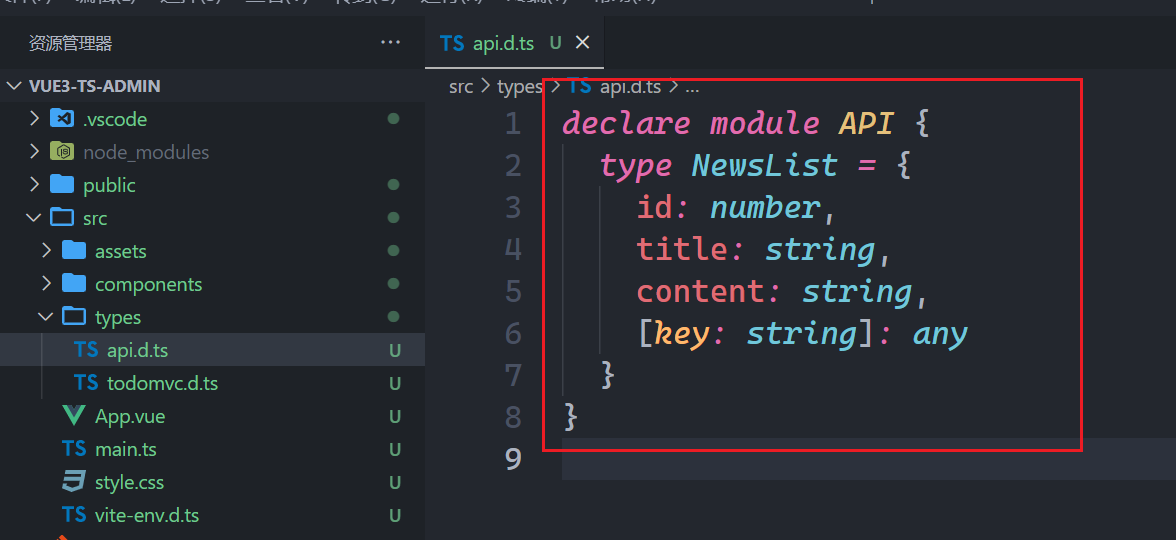 资源管理器
···
TS api.d.ts U
VUE3-TS-ADMIN
src > types > TS api.d.ts > ...
.vscode
node_modules
public
src
assets
components
types
TS api.d.ts U
TS todomvc.d.ts U
App.vue U
TS main.ts U
style.css U
TS vite-env.d.ts U
1 declare module API {
2 type NewsList = {
3 id: number,
4 title: string,
5 content: string,
6 [key: string]: any
7 }
8 }
9